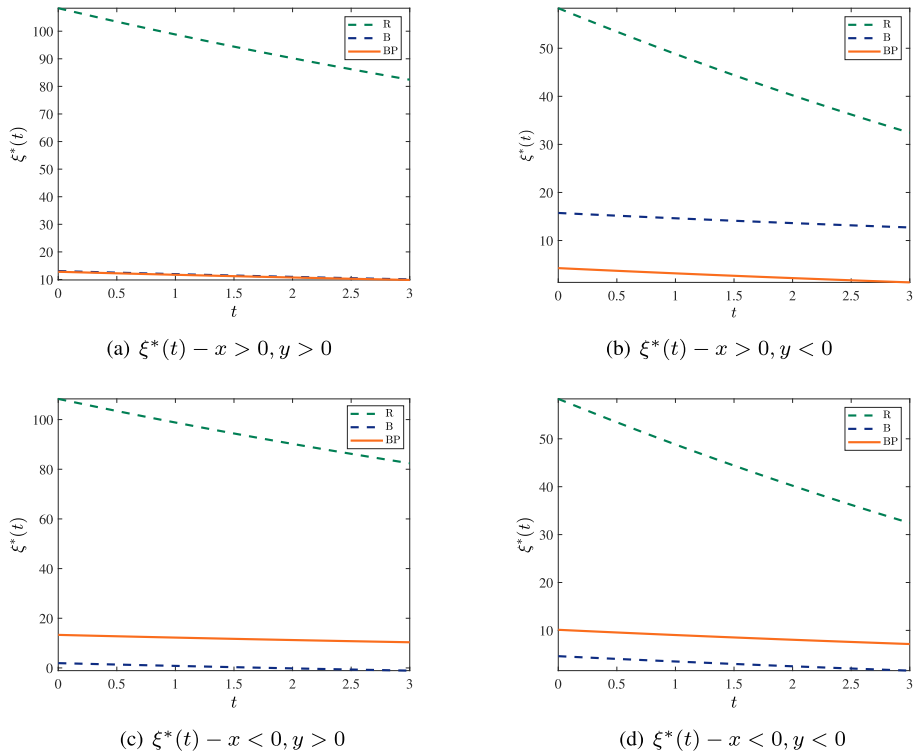 ξ*(t)
100
90
80
70
60
50
40
30
20
10
R
B
BP
0 0.5 1 1.5 2 2.5 3
t
(a) ξ*(t) − x > 0, y > 0
ξ*(t)
50
40
30
20
10
R
B
BP
0 0.5 1 1.5 2 2.5 3
t
(b) ξ*(t) − x > 0, y < 0
ξ*(t)
100
80
60
40
20
0
R
B
BP
0 0.5 1 1.5 2 2.5 3
t
(c) ξ*(t) − x < 0, y > 0
ξ*(t)
50
40
30
20
10
R
B
BP
0 0.5 1 1.5 2 2.5 3
t
(d) ξ*(t) − x < 0, y < 0